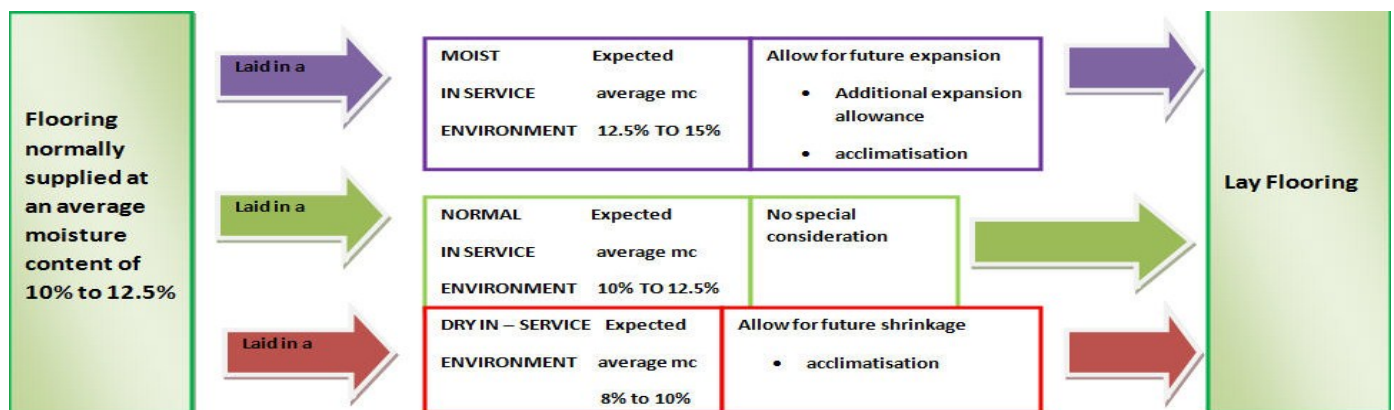 Flooring
normally
supplied at
an average
moisture
content of
10% to 12.5%
Laid in a
MOIST Expected
IN SERVICE average mc
ENVIRONMENT 12.5% TO 15%
Allow for future expansion
• Additional expansion
allowance
• acclimatisation
Laid in a
NORMAL Expected
IN SERVICE average mc
ENVIRONMENT 10% TO 12.5%
No special
consideration
Laid in a
DRY IN – SERVICE Expected
ENVIRONMENT average mc
8% to 10%
Allow for future shrinkage
• acclimatisation
Lay Flooring